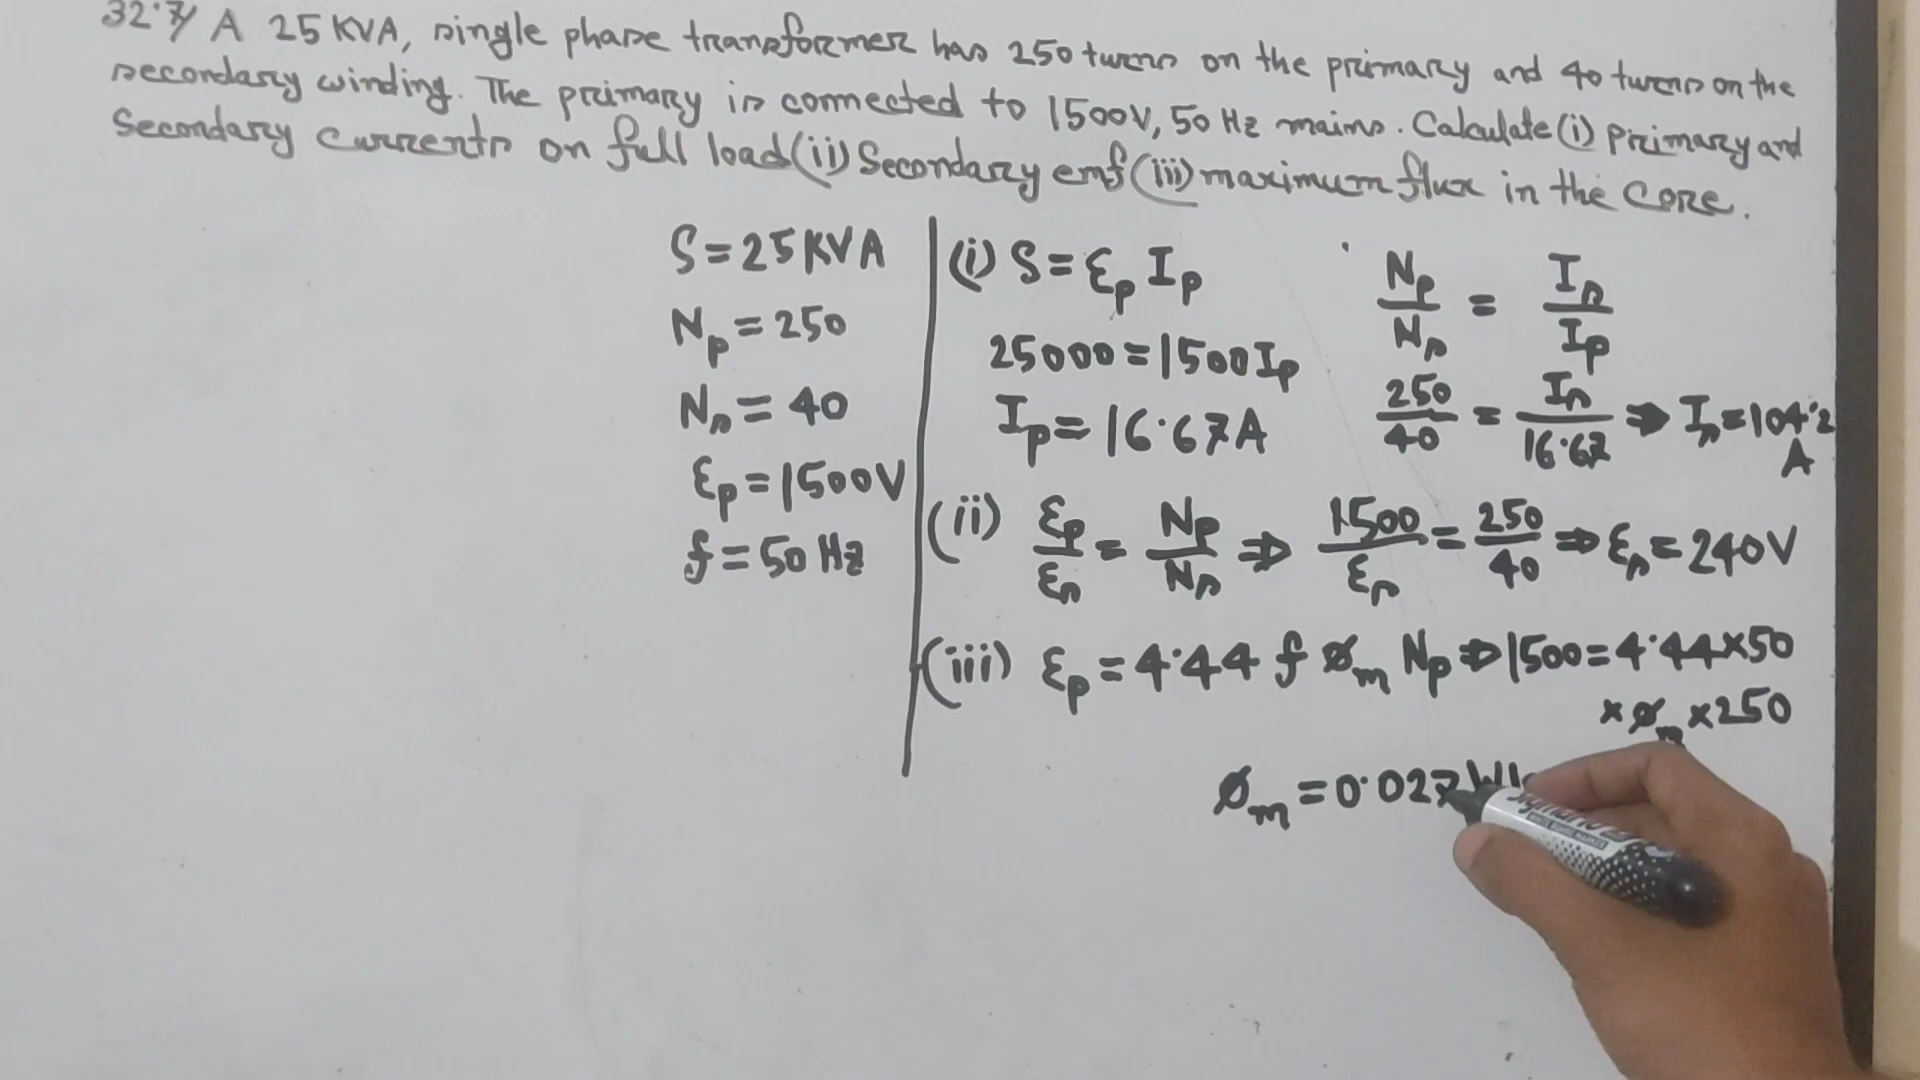 32.7/ A 25 KVA, single phase transformer has 250 turns on the primary and 40 turns on the
secondary winding. The primary is connected to 1500V, 50 Hz mains. Calculate (i) Primary and
Secondary Currents on full load (ii) Secondary emf (iii) maximum flux in the Core.
S = 25 KVA
Np = 250
Ns = 40
Ep = 1500V
f = 50 Hz
(i) S = Ep Ip
25000 = 1500 Ip
Ip = 16.67A
Np/Ns = Is/Ip
250/40 = Is/16.67 ⇒ Is = 104.2
A
(ii) Ep/Es = Np/Ns ⇒ 1500/Es = 250/40 ⇒ Es = 240V
(iii) Ep = 4.44 f Øm Np ⇒ 1500 = 4.44 x 50
x Øm x 250
Øm = 0.027